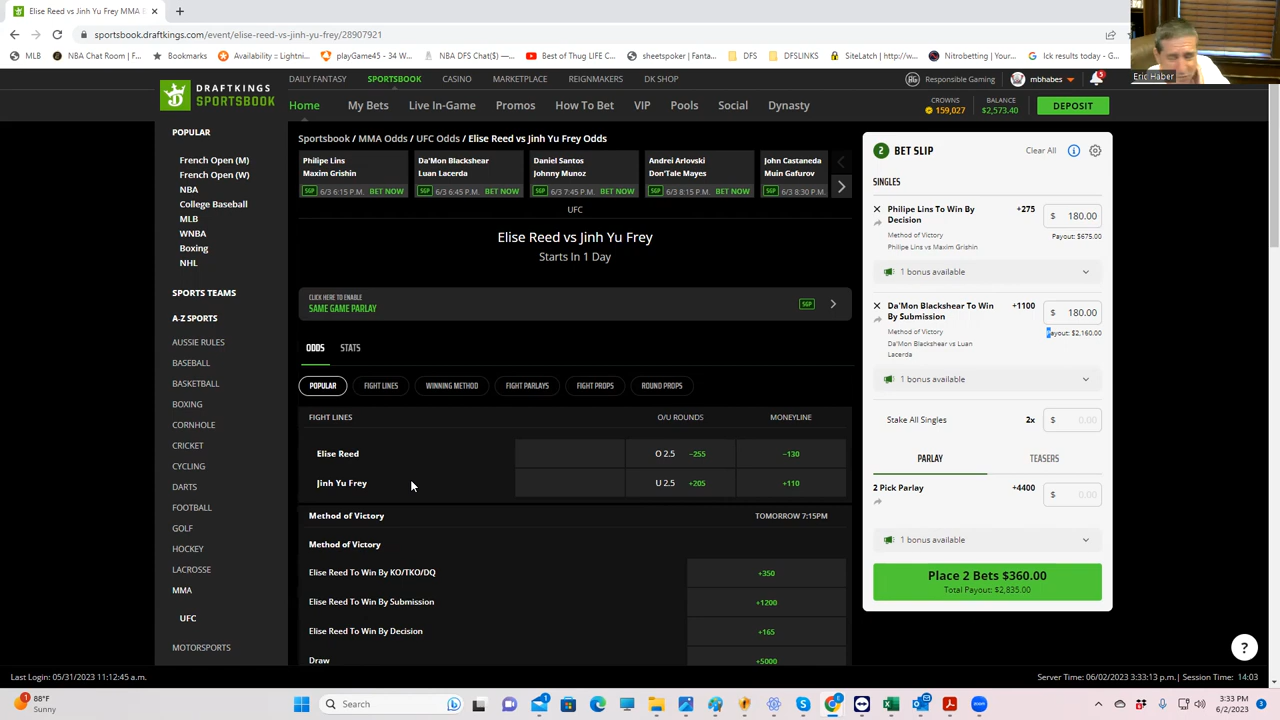 Elise Reed vs Jinh Yu Frey MMA E
sportsbook.draftkings.com/event/elise-reed-vs-jinh-yu-frey/28907921
MLB
NBA Chat Room | F...
Bookmarks
Availability :: Lightni...
playGame45 - 34 W...
NBA DFS Chat(S) -...
Best of Thug LIFE C...
sheetspoker | Fanta...
DFS
DFSLINKS
SiteLatch | http://w...
Nitrobetting | Your...
Ick results today - G...
Eric Haber
DRAFTKINGS
SPORTSBOOK
DAILY FANTASY
SPORTSBOOK
CASINO
MARKETPLACE
REIGNMAKERS
DK SHOP
Responsible Gaming
mbhabes
5
Home
My Bets
Live In-Game
Promos
How To Bet
VIP
Pools
Social
Dynasty
CROWNS
159,027
BALANCE
$2,573.40
DEPOSIT
POPULAR
French Open (M)
French Open (W)
NBA
College Baseball
MLB
WNBA
Boxing
NHL
SPORTS TEAMS
A-Z SPORTS
AUSSIE RULES
BASEBALL
BASKETBALL
BOXING
CORNHOLE
CRICKET
CYCLING
DARTS
FOOTBALL
GOLF
HOCKEY
LACROSSE
MMA
UFC
MOTORSPORTS
Sportsbook / MMA Odds / UFC Odds / Elise Reed vs Jinh Yu Frey Odds
Philipe Lins
Maxim Grishin
SGP 6/3 6:15 P.M. BET NOW
Da'Mon Blackshear
Luan Lacerda
SGP 6/3 6:45 P.M. BET NOW
Daniel Santos
Johnny Munoz
SGP 6/3 7:45 P.M. BET NOW
Andrei Arlovski
Don'Tale Mayes
SGP 6/3 8:15 P.M. BET NOW
John Castaneda
Muin Gafurov
SGP 6/3 8:30 P.M. BET
UFC
Elise Reed vs Jinh Yu Frey
Starts In 1 Day
CLICK HERE TO ENABLE
SAME GAME PARLAY
SGP
ODDS
STATS
POPULAR
FIGHT LINES
WINNING METHOD
FIGHT PARLAYS
FIGHT PROPS
ROUND PROPS
FIGHT LINES
O/U ROUNDS
MONEYLINE
Elise Reed
O 2.5 −255
−130
Jinh Yu Frey
U 2.5 +205
+110
Method of Victory
TOMORROW 7:15PM
Method of Victory
Elise Reed To Win By KO/TKO/DQ
+350
Elise Reed To Win By Submission
+1200
Elise Reed To Win By Decision
+165
Draw
+5000
2 BET SLIP
Clear All
SINGLES
Philipe Lins To Win By
Decision
+275
$ 180.00
Method of Victory
Payout: $675.00
Philipe Lins vs Maxim Grishin
1 bonus available
Da'Mon Blackshear To Win
By Submission
+1100
$ 180.00
Method of Victory
Payout: $2,160.00
Da'Mon Blackshear vs Luan
Lacerda
1 bonus available
Stake All Singles
2x
$ 0.00
PARLAY
TEASERS
2 Pick Parlay
+4400
$ 0.00
1 bonus available
Place 2 Bets $360.00
Total Payout: $2,835.00
?
Last Login: 05/31/2023 11:12:45 a.m.
Server Time: 06/02/2023 3:33:13 p.m. | Session Time: 14:03
1
88°F
Sunny
Search
3:33 PM
6/2/2023
3